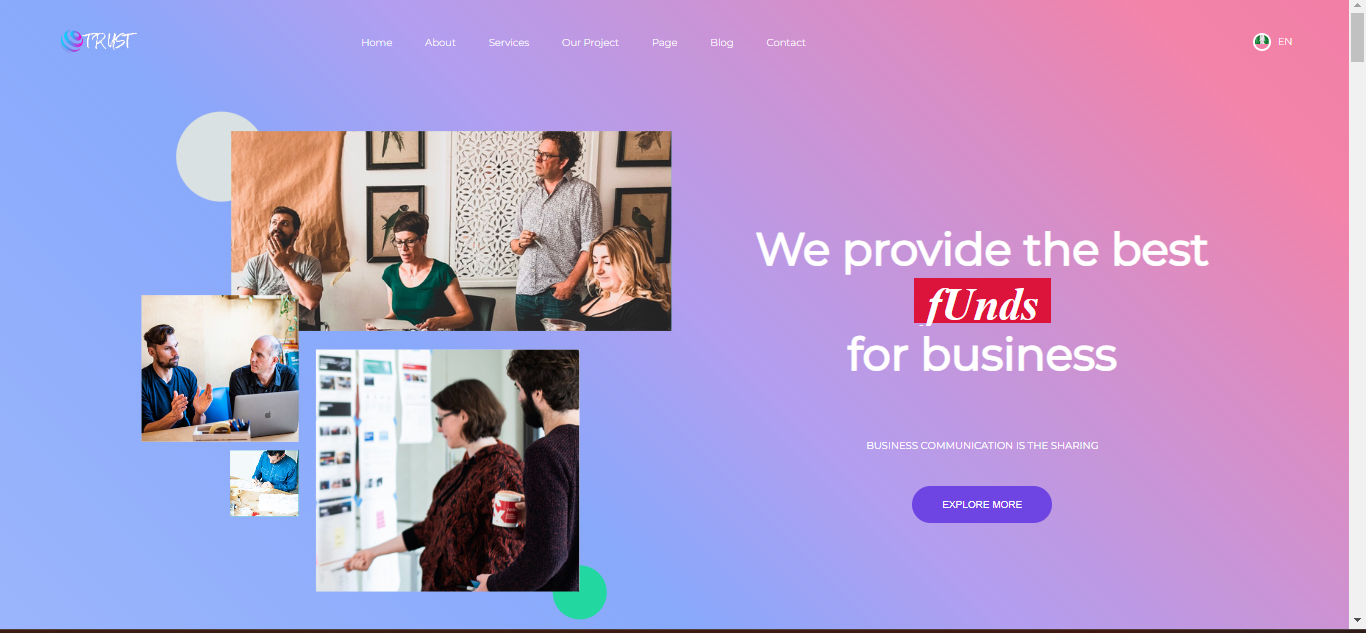 TRUST
Home About Services Our Project Page Blog Contact
EN
We provide the best
fUnds
for business
BUSINESS COMMUNICATION IS THE SHARING
EXPLORE MORE